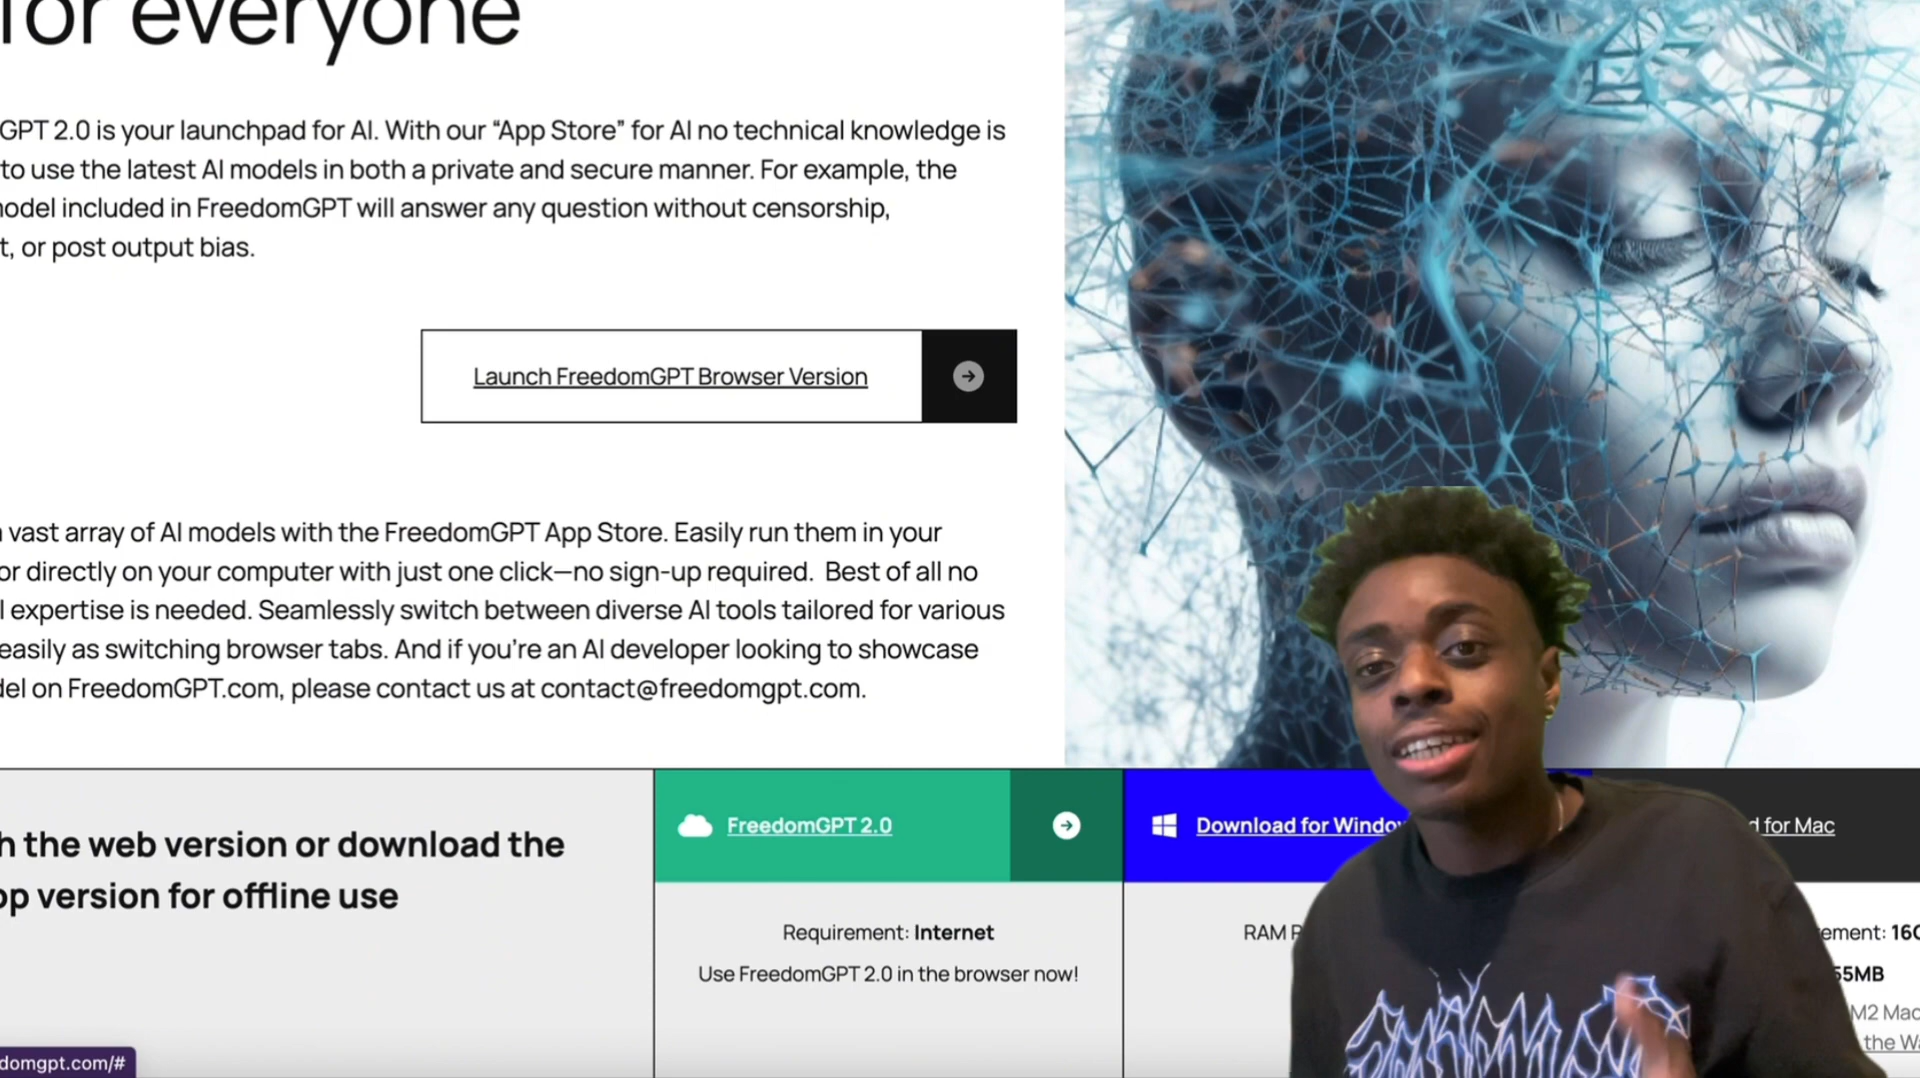 for everyone
GPT 2.0 is your launchpad for AI. With our “App Store” for AI no technical knowledge is
to use the latest AI models in both a private and secure manner. For example, the
model included in FreedomGPT will answer any question without censorship,
t, or post output bias.
Launch FreedomGPT Browser Version
vast array of AI models with the FreedomGPT App Store. Easily run them in your
or directly on your computer with just one click—no sign-up required. Best of all no
l expertise is needed. Seamlessly switch between diverse AI tools tailored for various
easily as switching browser tabs. And if you’re an AI developer looking to showcase
del on FreedomGPT.com, please contact us at contact@freedomgpt.com.
h the web version or download the
op version for offline use
FreedomGPT 2.0
Requirement: Internet
Use FreedomGPT 2.0 in the browser now!
Download for Window
RAM
d for Mac
ement: 16G
55MB
M2 Mac
the Wa
domgpt.com/#